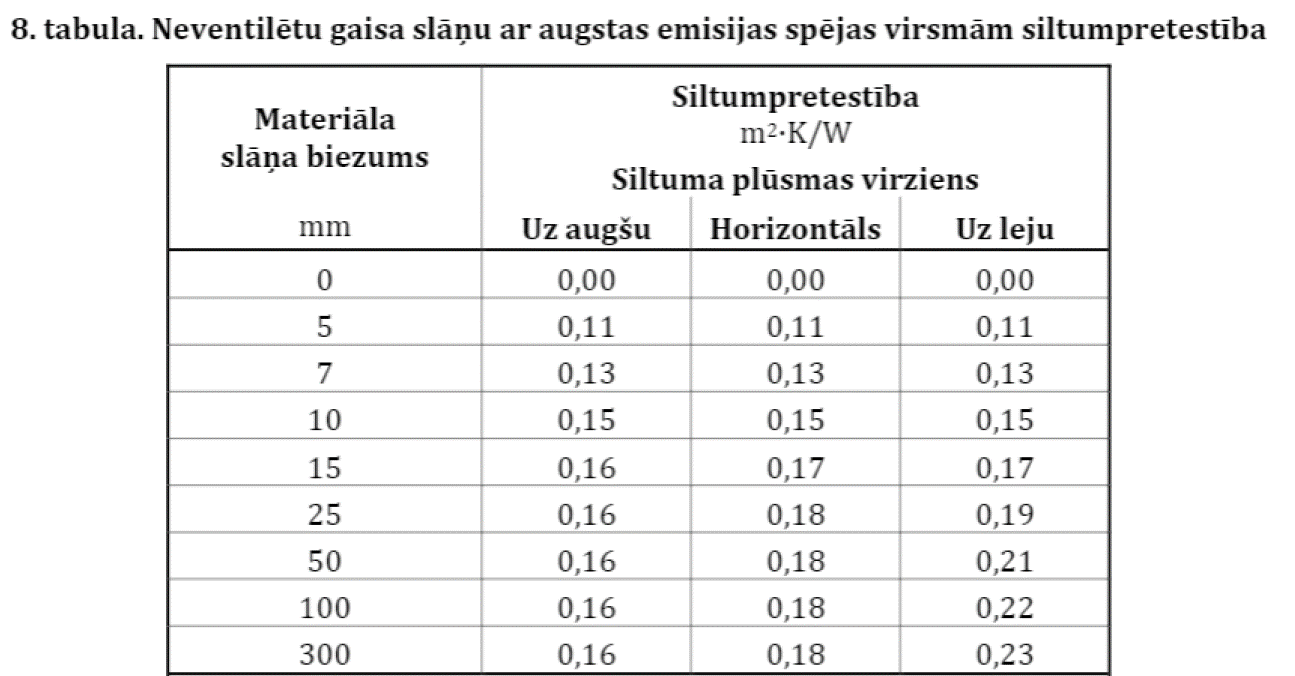 8. tabula. Neventilētu gaisa slāņu ar augstas emisijas spējas virsmām siltumpretestība
Materiāla
slāņa biezums
mm
Siltumpretestība
m²·K/W
Siltuma plūsmas virziens
Uz augšu Horizontāls Uz leju
0 0,00 0,00 0,00
5 0,11 0,11 0,11
7 0,13 0,13 0,13
10 0,15 0,15 0,15
15 0,16 0,17 0,17
25 0,16 0,18 0,19
50 0,16 0,18 0,21
100 0,16 0,18 0,22
300 0,16 0,18 0,23